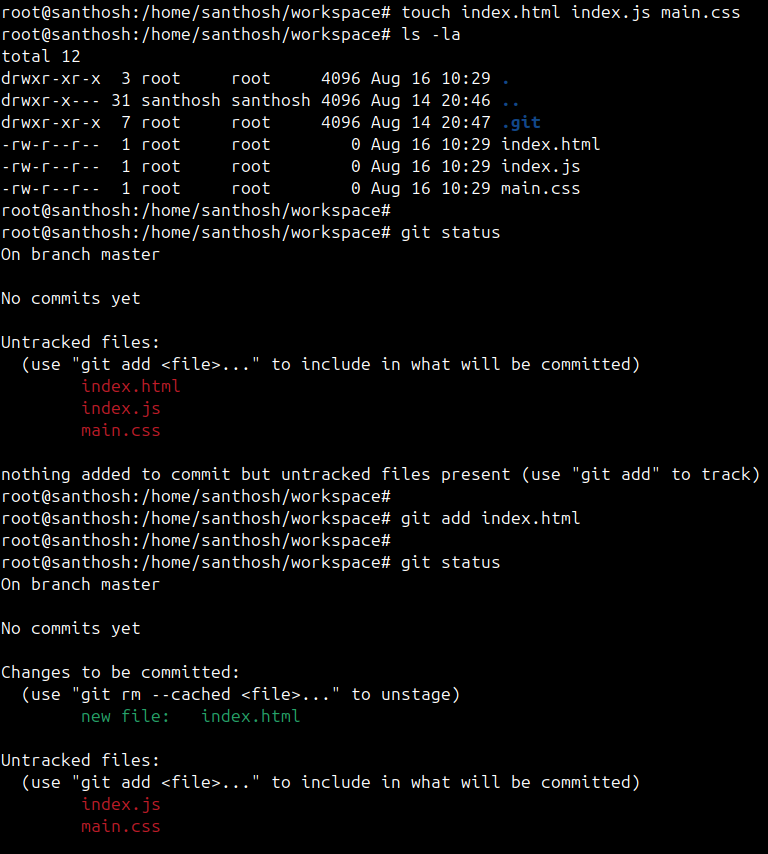 root@santhosh:/home/santhosh/workspace# touch index.html index.js main.css
root@santhosh:/home/santhosh/workspace# ls -la
total 12
drwxr-xr-x  3 root     root     4096 Aug 16 10:29 .
drwxr-x--- 31 santhosh santhosh 4096 Aug 14 20:46 ..
drwxr-xr-x  7 root     root     4096 Aug 14 20:47 .git
-rw-r--r--  1 root     root        0 Aug 16 10:29 index.html
-rw-r--r--  1 root     root        0 Aug 16 10:29 index.js
-rw-r--r--  1 root     root        0 Aug 16 10:29 main.css
root@santhosh:/home/santhosh/workspace#
root@santhosh:/home/santhosh/workspace# git status
On branch master

No commits yet

Untracked files:
  (use "git add <file>..." to include in what will be committed)
        index.html
        index.js
        main.css

nothing added to commit but untracked files present (use "git add" to track)
root@santhosh:/home/santhosh/workspace#
root@santhosh:/home/santhosh/workspace# git add index.html
root@santhosh:/home/santhosh/workspace#
root@santhosh:/home/santhosh/workspace# git status
On branch master

No commits yet

Changes to be committed:
  (use "git rm --cached <file>..." to unstage)
        new file:   index.html

Untracked files:
  (use "git add <file>..." to include in what will be committed)
        index.js
        main.css